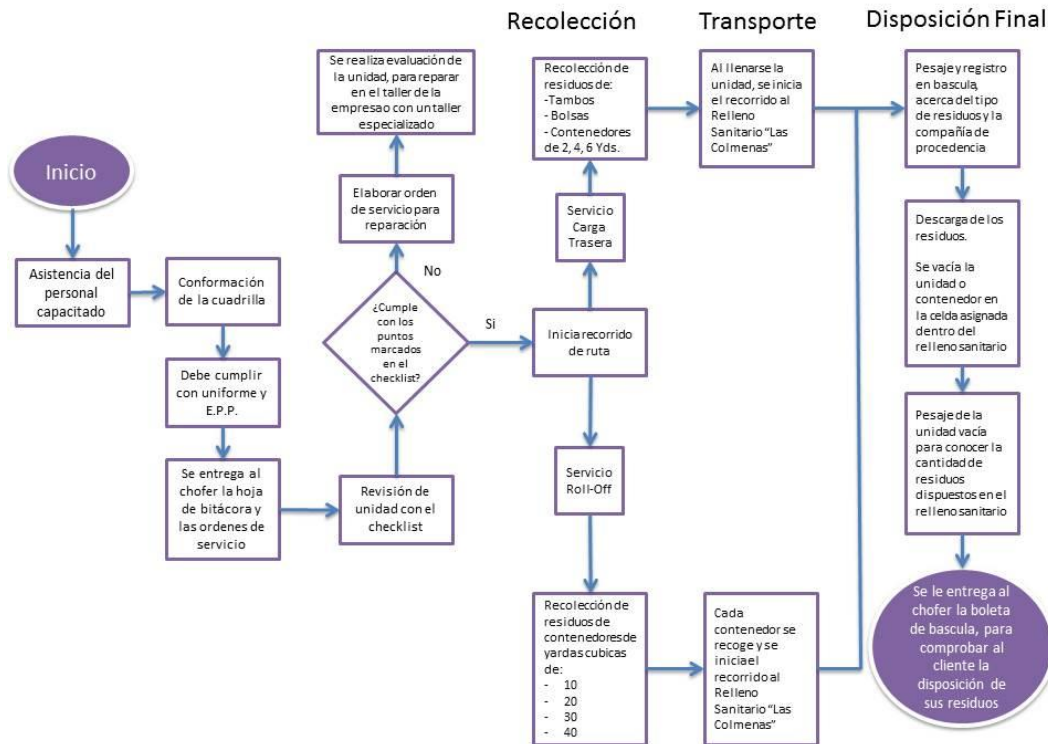 Recolección
Transporte
Disposición Final
Inicio
Asistencia del
personal
capacitado
Conformación
de la cuadrilla
Debe cumplir
con uniforme y
E.P.P.
Se entrega al
chofer la hoja
de bitácora y
las ordenes de
servicio
Revisión de
unidad con el
checklist
¿Cumple
con los
puntos
marcados
en el
checklist?
No
Elaborar orden
de servicio para
reparación
Se realiza evaluación de
la unidad, para reparar
en el taller de la
empresa o con un taller
especializado
Si
Inicia recorrido
de ruta
Servicio
Carga
Trasera
Recolección de
residuos de:
-Tambos
- Bolsas
- Contenedores
de 2, 4, 6 Yds.
Al llenarse la
unidad, se inicia
el recorrido al
Relleno
Sanitario "Las
Colmenas"
Servicio
Roll-Off
Recolección de
residuos de
contenedores de
yardas cubicas
de:
- 10
- 20
- 30
- 40
Cada
contenedor se
recoge y se
inicia el
recorrido al
Relleno
Sanitario "Las
Colmenas"
Pesaje y registro
en bascula,
acerca del tipo
de residuos y la
compañía de
procedencia
Descarga de los
residuos.
Se vacía la
unidad o
contenedor en
la celda asignada
dentro del
relleno sanitario
Pesaje de la
unidad vacía
para conocer la
cantidad de
residuos
dispuestos en el
relleno sanitario
Se le entrega al
chofer la boleta
de bascula, para
comprobar al
cliente la
disposición de
sus residuos